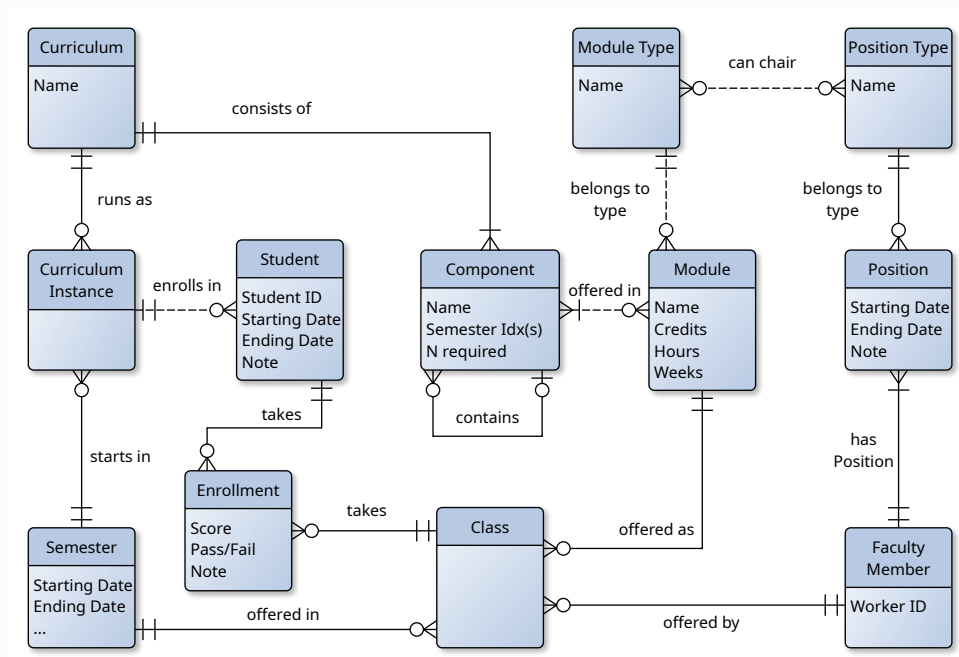 Curriculum
Name
Module Type
Name
Position Type
Name
can chair
consists of
runs as
belongs to
type
belongs to
type
Curriculum
Instance
enrolls in
Student
Student ID
Starting Date
Ending Date
Note
Component
Name
Semester Idx(s)
N required
offered in
Module
Name
Credits
Hours
Weeks
Position
Starting Date
Ending Date
Note
contains
takes
starts in
has
Position
Enrollment
Score
Pass/Fail
Note
takes
Class
offered as
Semester
Starting Date
Ending Date
...
offered in
offered by
Faculty
Member
Worker ID